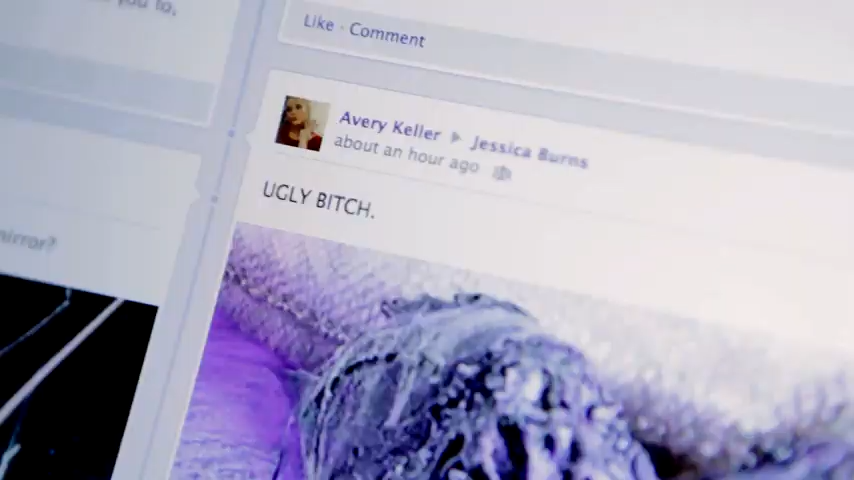 you to,
Like · Comment
Avery Keller ▸ Jessica Burns
about an hour ago
UGLY BITCH.
mirror?